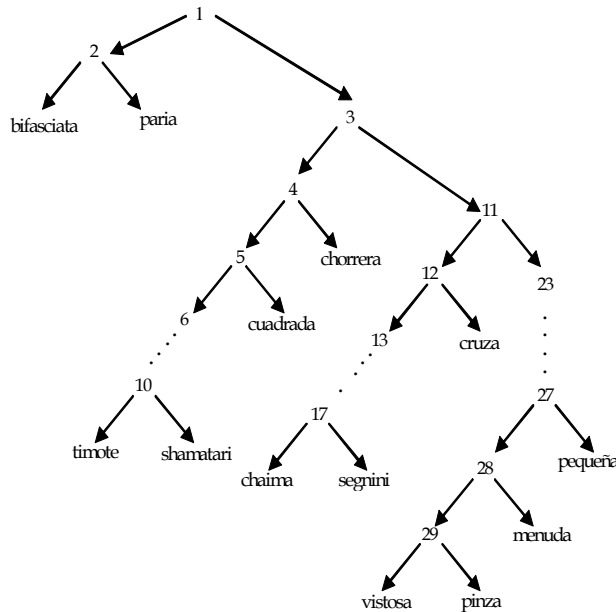 1
2
bifasciata
paria
3
4
11
5
chorrera
12
23
6
cuadrada
13
cruza
10
17
27
timote
shamatari
chaima
segnini
28
pequeña
29
menuda
vistosa
pinza